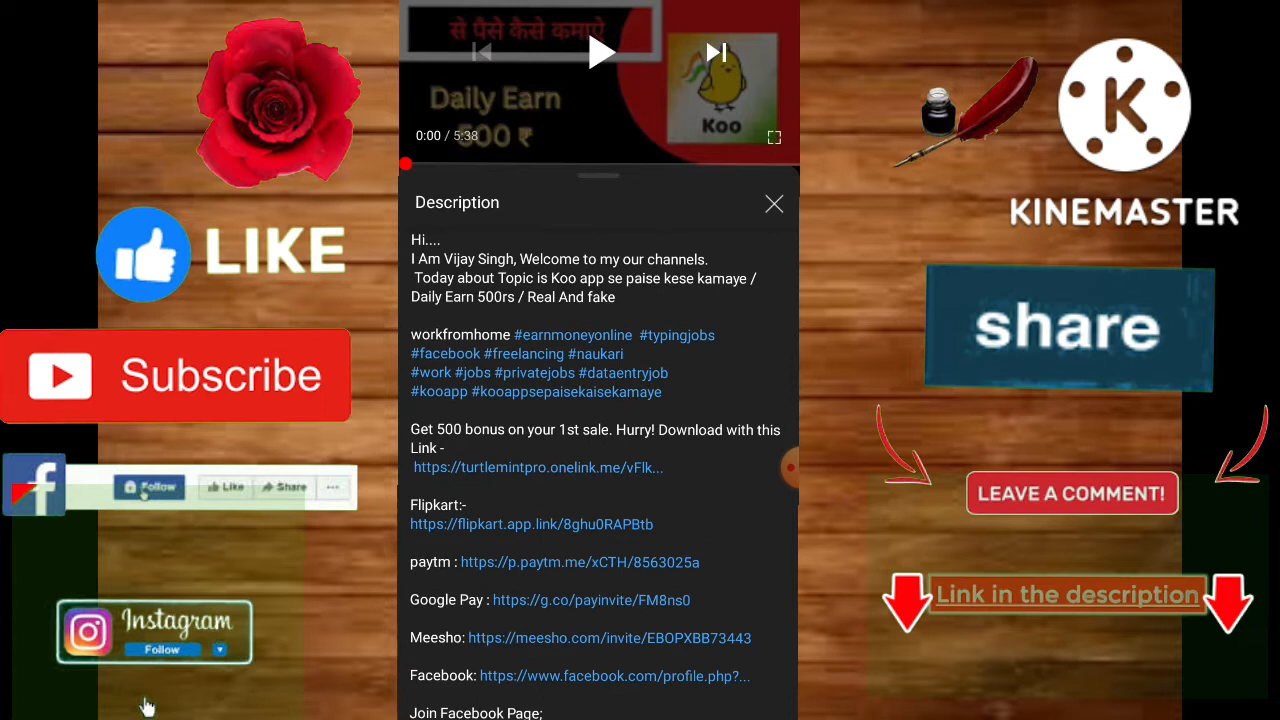 LIKE
Subscribe
f
Follow
Like
Share
Instagram
Follow
से पैसे कैसे कमाऐ
Daily Earn
500 ₹
Koo
0:00 / 5:38
Description
Hi....
I Am Vijay Singh, Welcome to my our channels.
Today about Topic is Koo app se paise kese kamaye /
Daily Earn 500rs / Real And fake
workfromhome #earnmoneyonline #typingjobs
#facebook #freelancing #naukari
#work #jobs #privatejobs #dataentryjob
#kooapp #kooappsepaisekaisekamaye
Get 500 bonus on your 1st sale. Hurry! Download with this
Link -
https://turtlemintpro.onelink.me/vFlk...
Flipkart:-
https://flipkart.app.link/8ghu0RAPBtb
paytm : https://p.paytm.me/xCTH/8563025a
Google Pay : https://g.co/payinvite/FM8ns0
Meesho: https://meesho.com/invite/EBOPXBB73443
Facebook: https://www.facebook.com/profile.php?...
Join Facebook Page;
K
KINEMASTER
share
LEAVE A COMMENT!
Link in the description